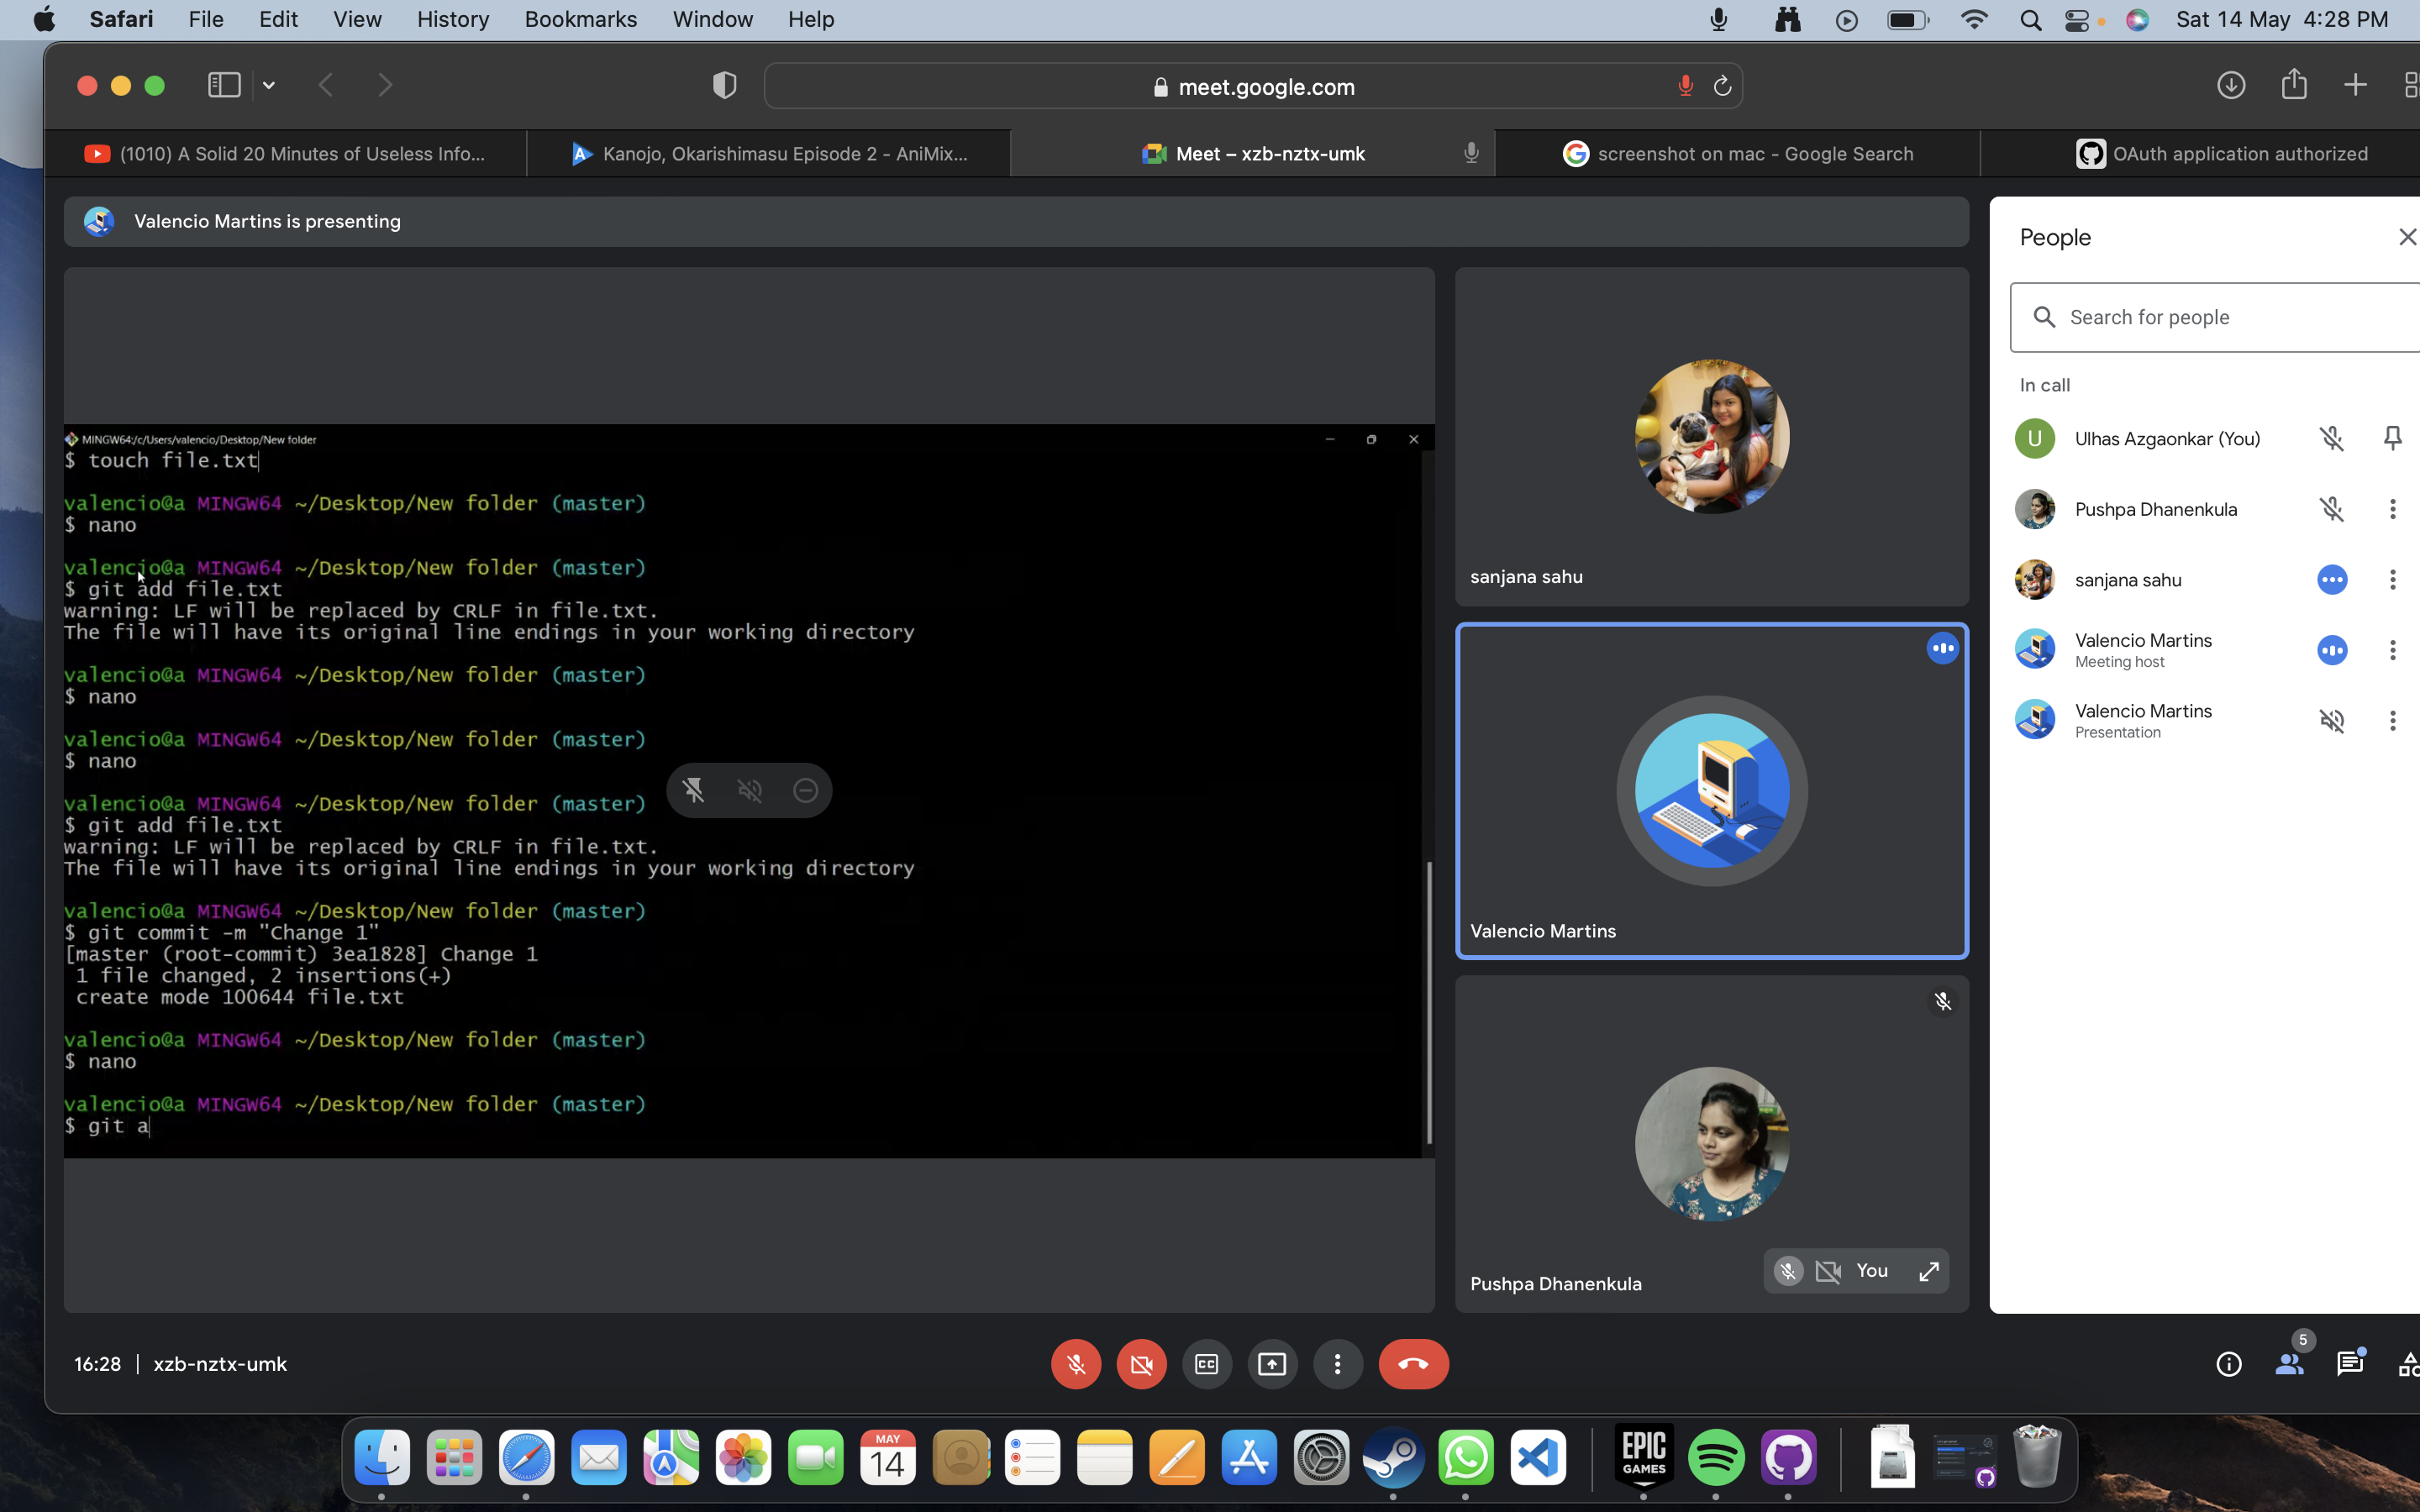 Safari File Edit View History Bookmarks Window Help Sat 14 May 4:28 PM
meet.google.com
(1010) A Solid 20 Minutes of Useless Info...
Kanojo, Okarishimasu Episode 2 - AniMix...
Meet – xzb-nztx-umk
screenshot on mac - Google Search
OAuth application authorized
Valencio Martins is presenting
MINGW64:/c/Users/valencio/Desktop/New folder
$ touch file.txt
valencio@a MINGW64 ~/Desktop/New folder (master)
$ nano
valencio@a MINGW64 ~/Desktop/New folder (master)
$ git add file.txt
warning: LF will be replaced by CRLF in file.txt.
The file will have its original line endings in your working directory
valencio@a MINGW64 ~/Desktop/New folder (master)
$ nano
valencio@a MINGW64 ~/Desktop/New folder (master)
$ nano
valencio@a MINGW64 ~/Desktop/New folder (master)
$ git add file.txt
warning: LF will be replaced by CRLF in file.txt.
The file will have its original line endings in your working directory
valencio@a MINGW64 ~/Desktop/New folder (master)
$ git commit -m "Change 1"
[master (root-commit) 3ea1828] Change 1
1 file changed, 2 insertions(+)
create mode 100644 file.txt
valencio@a MINGW64 ~/Desktop/New folder (master)
$ nano
valencio@a MINGW64 ~/Desktop/New folder (master)
$ git a
sanjana sahu
Valencio Martins
Pushpa Dhanenkula
You
People
Search for people
In call
U
Ulhas Azgaonkar (You)
Pushpa Dhanenkula
sanjana sahu
Valencio Martins
Meeting host
Valencio Martins
Presentation
16:28 | xzb-nztx-umk
CC
5
MAY
14
EPIC
GAMES